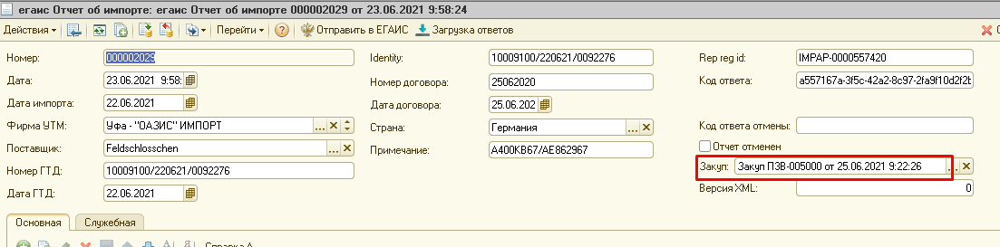 егаис Отчет об импорте: егаис Отчет об импорте 000002029 от 23.06.2021 9:58:24
Действия Перейти Отправить в ЕГАИС Загрузка ответов
Номер: 000002029 Identity: 10009100/220621/0092276 Rep reg id: IMPAP-0000557420
Дата: 23.06.2021 9:58: Номер договора: 25062020 Код ответа: a557167a-3f5c-42a2-8c97-2fa9f10d2f2b
Дата импорта: 22.06.2021 Дата договора: 25.06.202
Фирма УТМ: Уфа - "ОАЗИС" ИМПОРТ Страна: Германия Код ответа отмены:
Поставщик: Feldschlosschen Примечание: А400КВ67/АЕ862967 Отчет отменен
Номер ГТД: 10009100/220621/0092276 Закуп: Закуп ПЗВ-005000 от 25.06.2021 9:22:26
Дата ГТД: 22.06.2021 Версия XML: 0
Основная Служебная